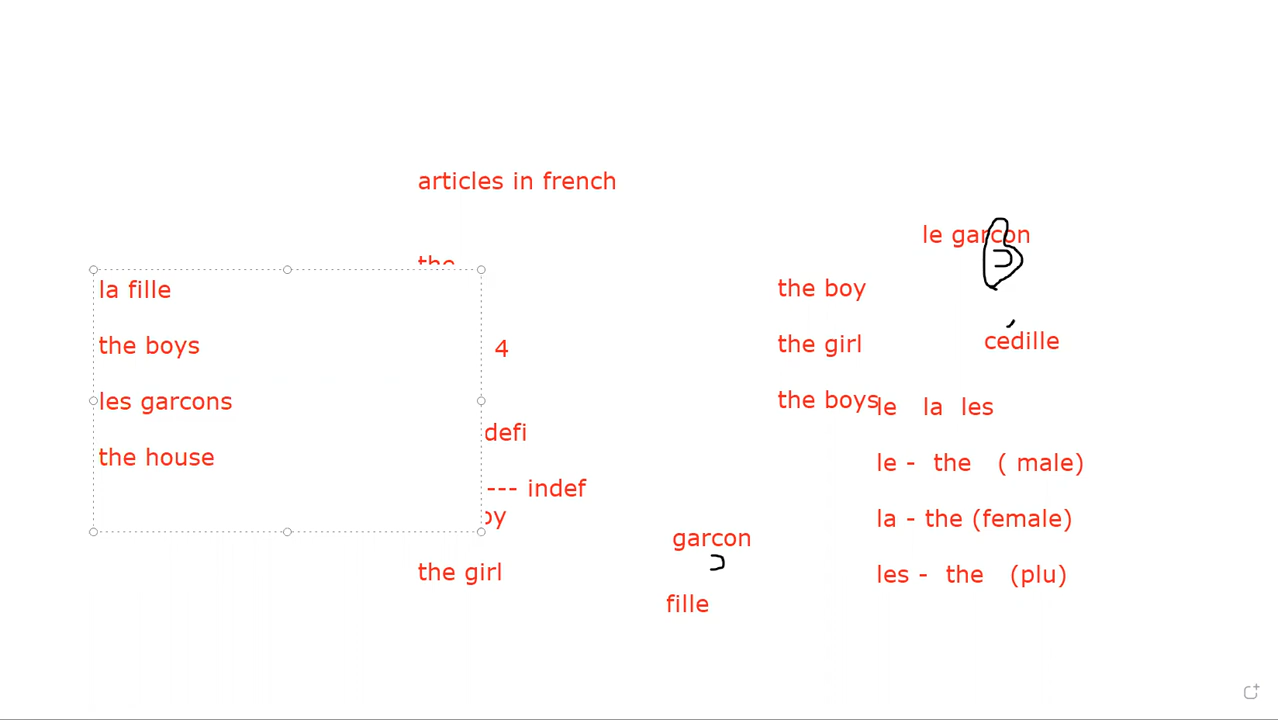 articles in french
la fille
the boys
4
les garcons
defi
the house
--- indef
the girl
garcon
fille
le garcon
the boy
the girl
cédille
the boys
le la les
le - the ( male)
la - the (female)
les - the (plu)